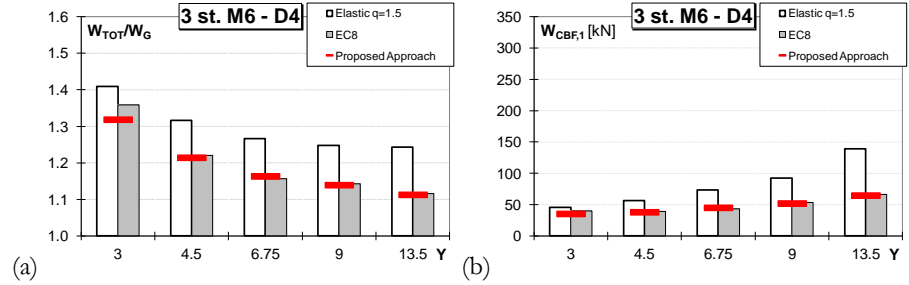 3 st. M6 - D4
W_TOT/W_G
Elastic q=1.5
EC8
Proposed Approach
1.6
1.5
1.4
1.3
1.2
1.1
1.0
3 4.5 6.75 9 13.5 Y
(a)
3 st. M6 - D4
W_CBF,1 [kN]
Elastic q=1.5
EC8
Proposed Approach
350
300
250
200
150
100
50
0
3 4.5 6.75 9 13.5 Y
(b)